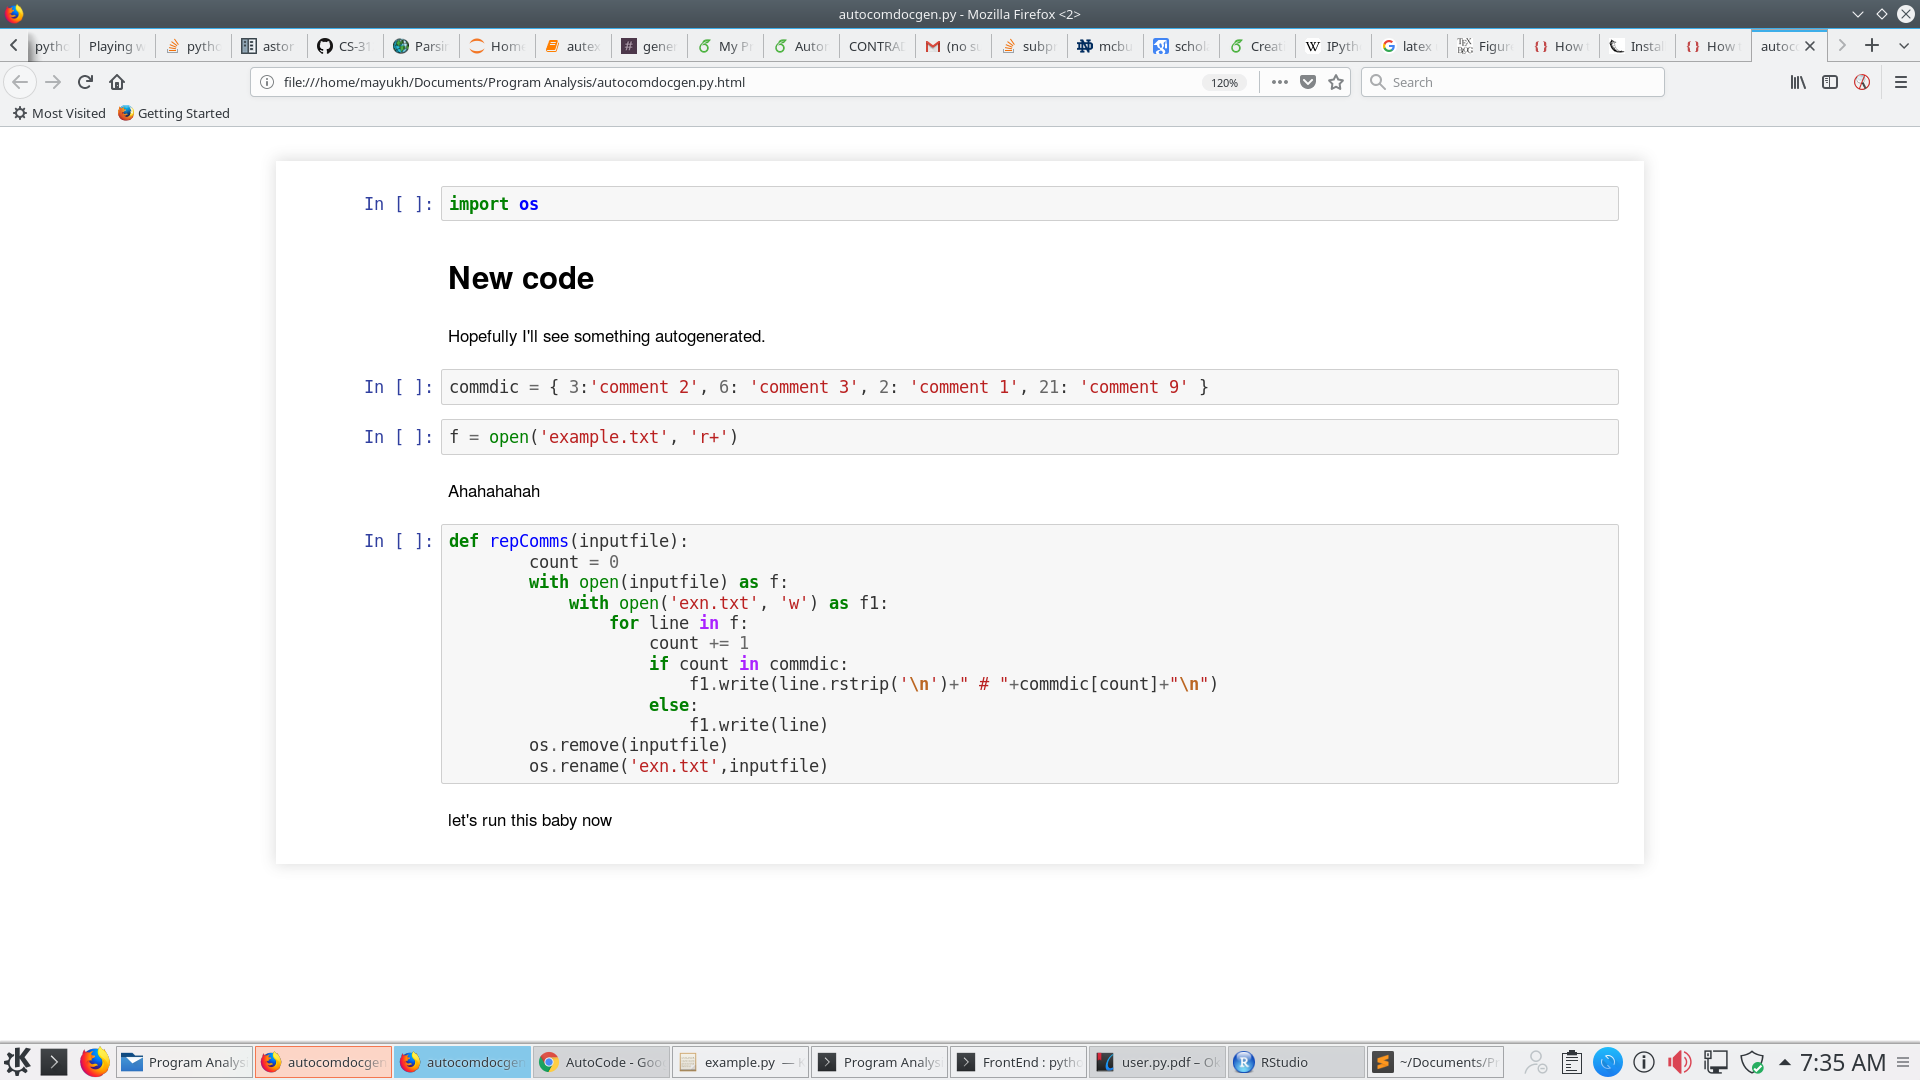 autocomdocgen.py - Mozilla Firefox <2>
pytho Playing w pytho astor CS-31 Parsin Home autex gene My P Auton CONTRA (no su subp mcbu schol Creat IPyth latex Figur How t Instal How t autoco
file:///home/mayukh/Documents/Program Analysis/autocomdocgen.py.html 120% Search
Most Visited Getting Started
In [ ]: import os
New code
Hopefully I'll see something autogenerated.
In [ ]: commdic = { 3:'comment 2', 6: 'comment 3', 2: 'comment 1', 21: 'comment 9' }
In [ ]: f = open('example.txt', 'r+')
Ahahahahah
In [ ]: def repComms(inputfile):
count = 0
with open(inputfile) as f:
with open('exn.txt', 'w') as f1:
for line in f:
count += 1
if count in commdic:
f1.write(line.rstrip('\n')+" # "+commdic[count]+"\n")
else:
f1.write(line)
os.remove(inputfile)
os.rename('exn.txt',inputfile)
let's run this baby now
Program Analys autocomdocgen autocomdocgen AutoCode - Goo example.py — K Program Analys FrontEnd : pytho user.py.pdf – Ok RStudio ~/Documents/Pr 7:35 AM